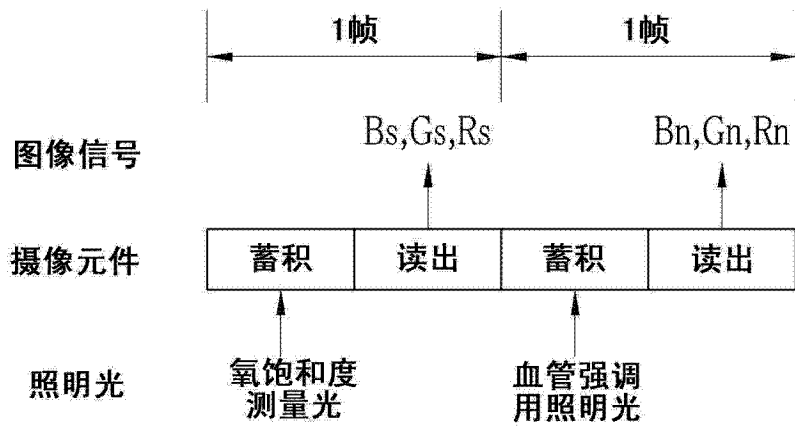 1帧 1帧
图像信号 Bs,Gs,Rs Bn,Gn,Rn
摄像元件 蓄积 读出 蓄积 读出
照明光 氧饱和度 血管强调
测量光 用照明光